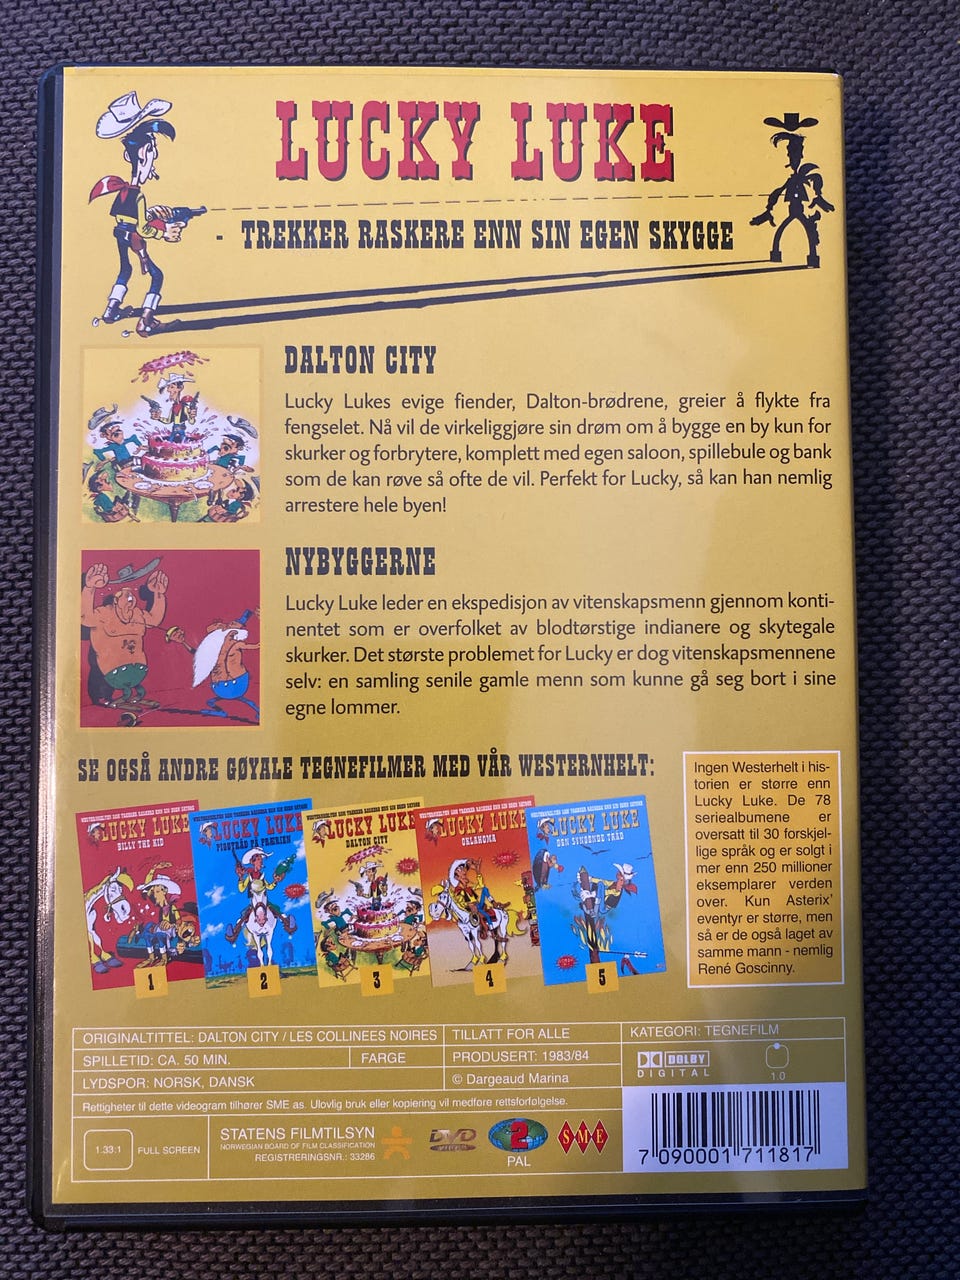 LUCKY LUKE
- TREKKER RASKERE ENN SIN EGEN SKYGGE
DALTON CITY
Lucky Lukes evige fiender, Dalton-brødrene, greier å flykte fra
fengselet. Nå vil de virkeliggjøre sin drøm om å bygge en by kun for
skurker og forbrytere, komplett med egen saloon, spillebule og bank
som de kan røve så ofte de vil. Perfekt for Lucky, så kan han nemlig
arrestere hele byen!
NYBYGGERNE
Lucky Luke leder en ekspedisjon av vitenskapsmenn gjennom konti-
nentet som er overfolket av blodtørstige indianere og skytegale
skurker. Det største problemet for Lucky er dog vitenskapsmennene
selv: en samling senile gamle menn som kunne gå seg bort i sine
egne lommer.
SE OGSÅ ANDRE GØYALE TEGNEFILMER MED VÅR WESTERNHELT:
LUCKY LUKE
BILLY THE KID
1
LUCKY LUKE
PIGGTRÅD PÅ PRÆRIEN
2
LUCKY LUKE
DALTON CITY
3
LUCKY LUKE
OKLAHOMA
4
LUCKY LUKE
DEN SYNGENDE TRÅD
5
Ingen Westerhelt i his-
torien er større enn
Lucky Luke. De 78
seriealbumene er
oversatt til 30 forskjel-
lige språk og er solgt i
mer enn 250 millioner
eksemplarer verden
over. Kun Asterix'
eventyr er større, men
så er de også laget av
samme mann - nemlig
René Goscinny.
ORIGINALTITTEL: DALTON CITY / LES COLLINEES NOIRES
TILLATT FOR ALLE
KATEGORI: TEGNEFILM
SPILLETID: CA. 50 MIN.
FARGE
PRODUSERT: 1983/84
LYDSPOR: NORSK, DANSK
© Dargeaud Marina
DOLBY
DIGITAL
1.0
Rettigheter til dette videogram tilhører SME as. Ulovlig bruk eller kopiering vil medføre rettsforfølgelse.
1.33:1
FULL SCREEN
STATENS FILMTILSYN
NORWEGIAN BOARD OF FILM CLASSIFICATION
REGISTRERINGSNR.: 33286
DVD
VIDEO
2
PAL
SME
7 090001 711817